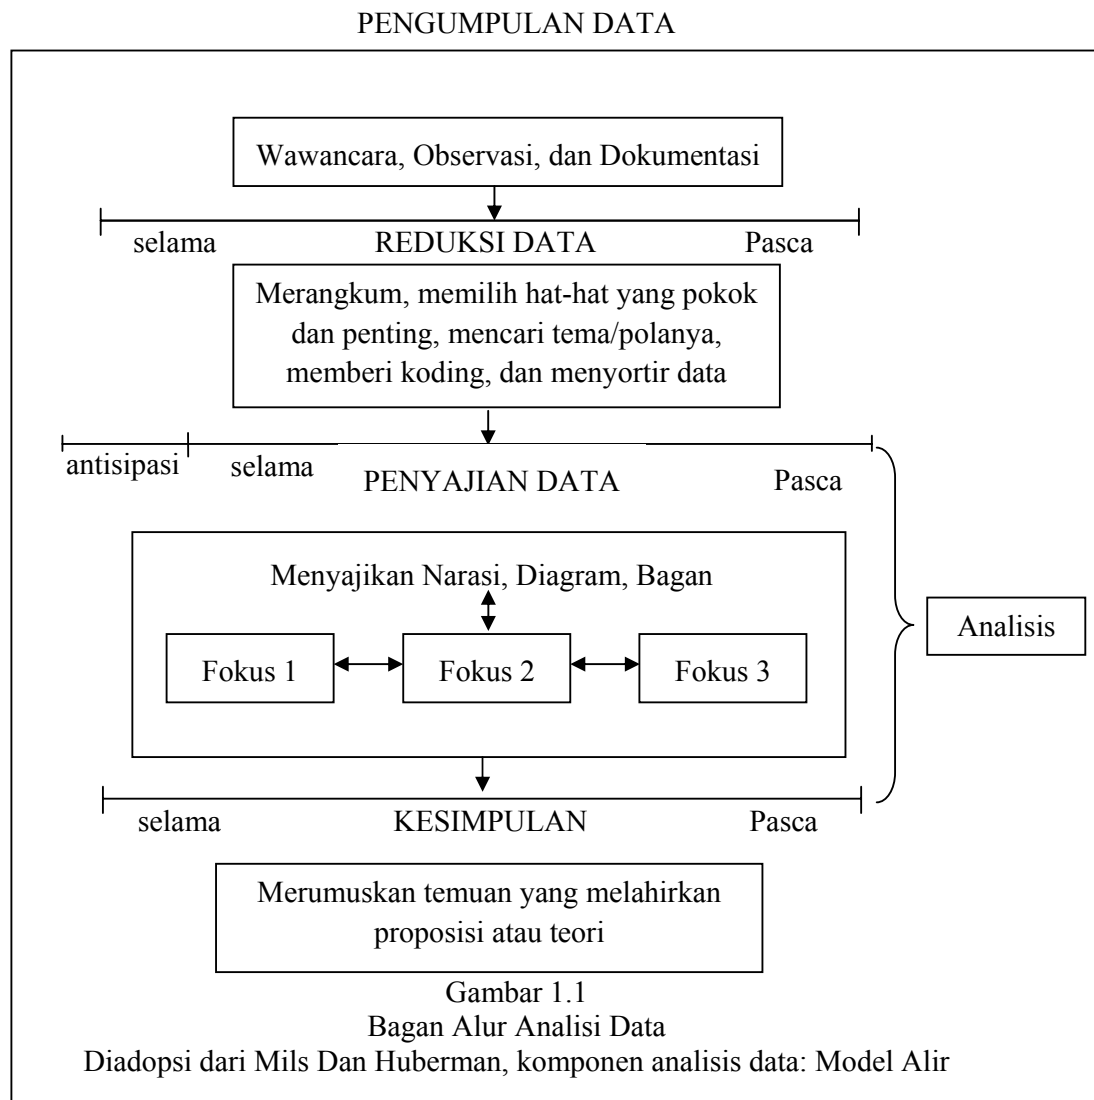 PENGUMPULAN DATA
Wawancara, Observasi, dan Dokumentasi
selama REDUKSI DATA Pasca
Merangkum, memilih hat-hat yang pokok
dan penting, mencari tema/polanya,
memberi koding, dan menyortir data
antisipasi selama PENYAJIAN DATA Pasca
Menyajikan Narasi, Diagram, Bagan
Fokus 1 Fokus 2 Fokus 3
Analisis
selama KESIMPULAN Pasca
Merumuskan temuan yang melahirkan
proposisi atau teori
Gambar 1.1
Bagan Alur Analisi Data
Diadopsi dari Mils Dan Huberman, komponen analisis data: Model Alir